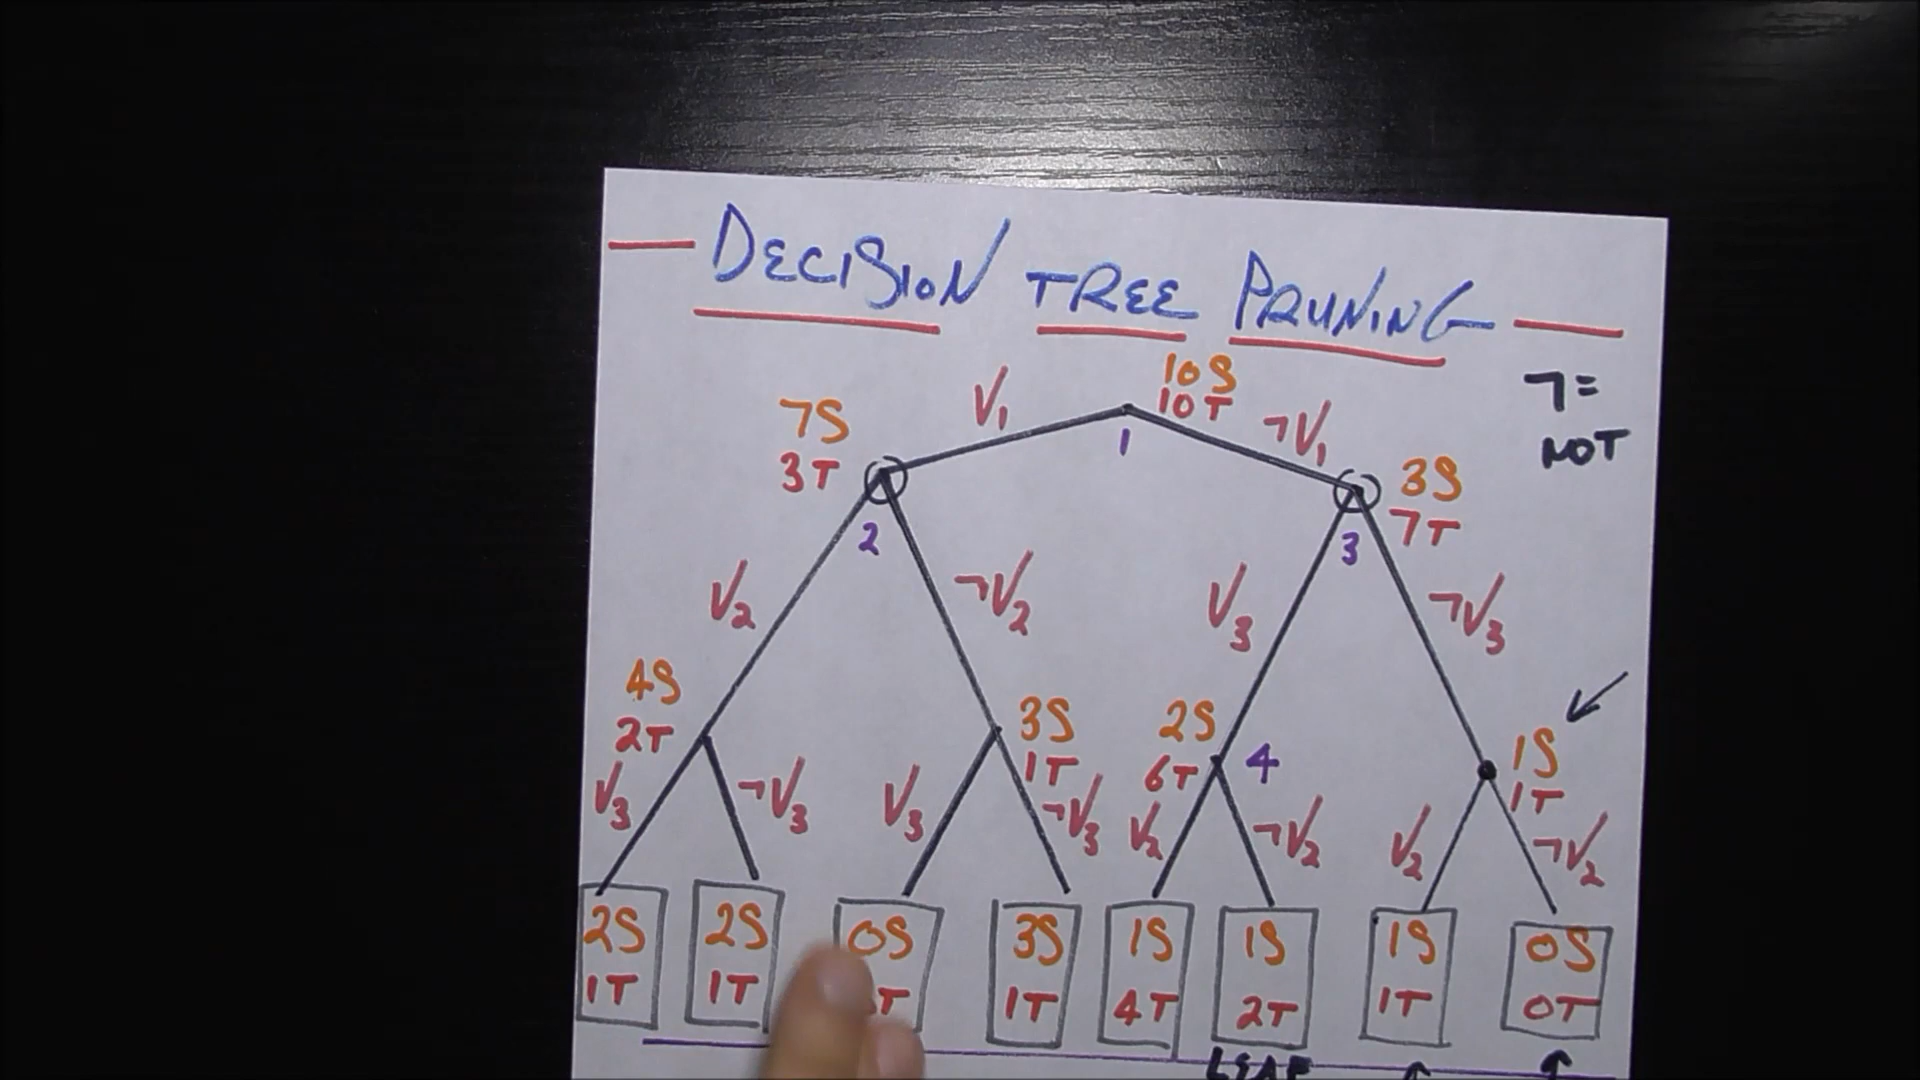 DECISION TREE PRUNING
10S
10T
¬ =
NOT
V1
¬V1
1
7S
3T
3S
7T
2
3
V2
¬V2
V3
¬V3
4S
2T
3S
1T
2S
6T
4
1S
1T
V3
¬V3
V3
¬V3
V2
¬V2
V2
¬V2
2S
1T
2S
1T
0S
T
3S
1T
1S
4T
1S
2T
1S
1T
0S
0T
LEAF